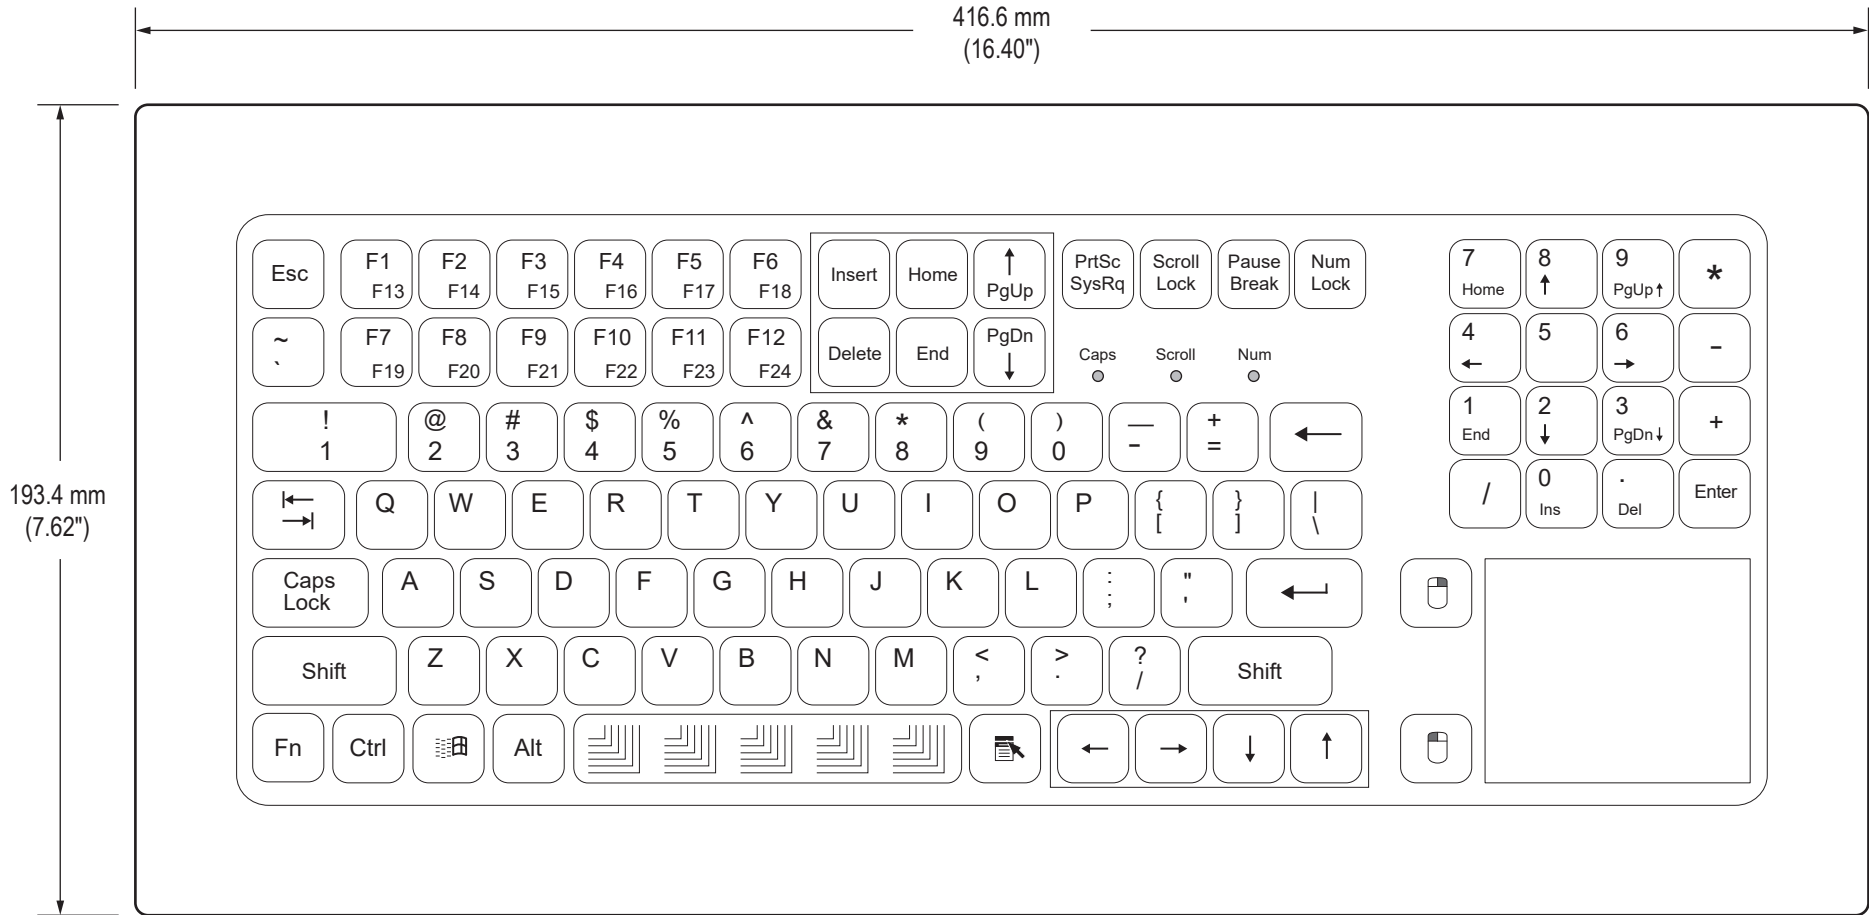 416.6 mm
(16.40")
193.4 mm
(7.62")
Esc
F1
F13
F2
F14
F3
F15
F4
F16
F5
F17
F6
F18
Insert
Home
↑
PgUp
PrtSc
SysRq
Scroll
Lock
Pause
Break
Num
Lock
~
`
F7
F19
F8
F20
F9
F21
F10
F22
F11
F23
F12
F24
Delete
End
PgDn
↓
Caps
Scroll
Num
!
1
@
2
#
3
$
4
%
5
^
6
&
7
*
8
(
9
)
0
—
-
+
=
←
Q
W
E
R
T
Y
U
I
O
P
{
[
}
]
|
\
Caps
Lock
A
S
D
F
G
H
J
K
L
:
;
"
'
Shift
Z
X
C
V
B
N
M
<
,
>
.
?
/
Shift
Fn
Ctrl
Alt
←
→
↓
↑
7
Home
8
↑
9
PgUp↑
*
4
←
5
6
→
-
1
End
2
↓
3
PgDn↓
+
/
0
Ins
.
Del
Enter